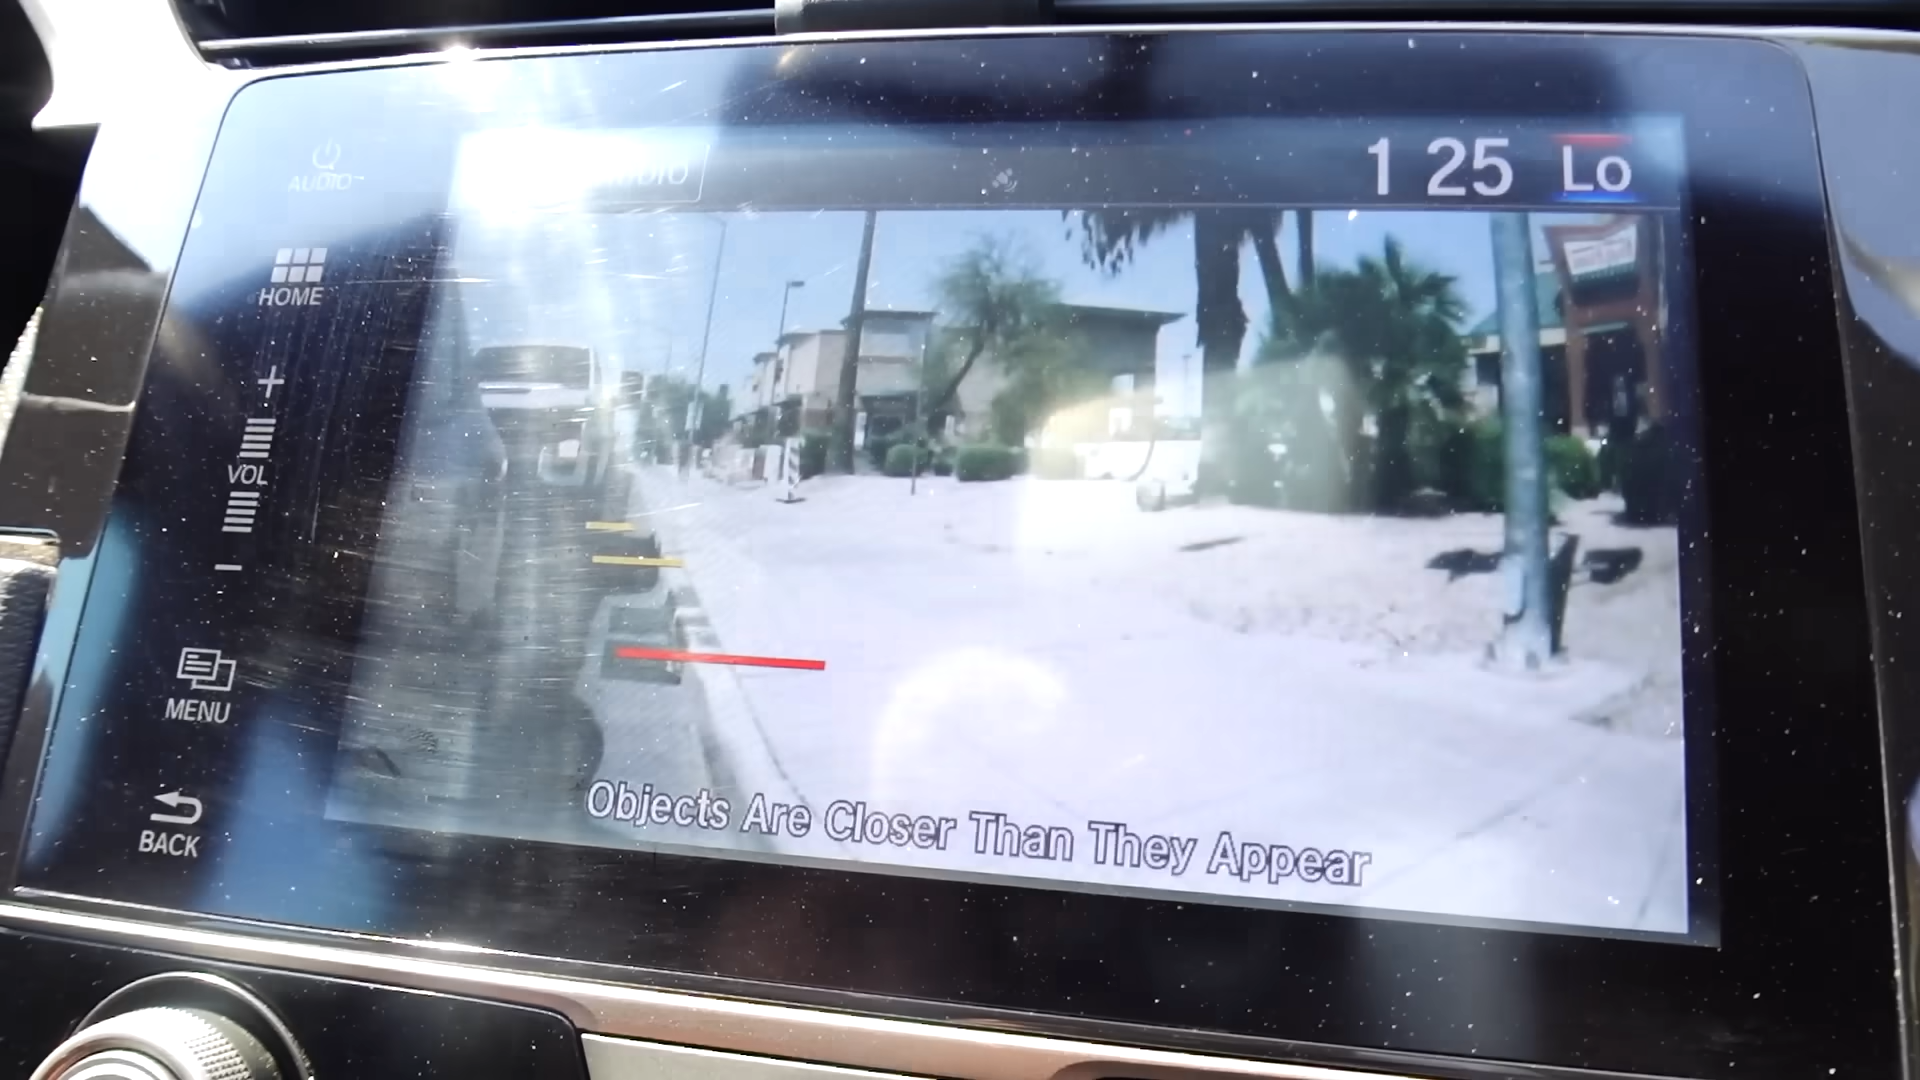 AUDIO
1 25
Lo
HOME
VOL
MENU
BACK
Objects Are Closer Than They Appear